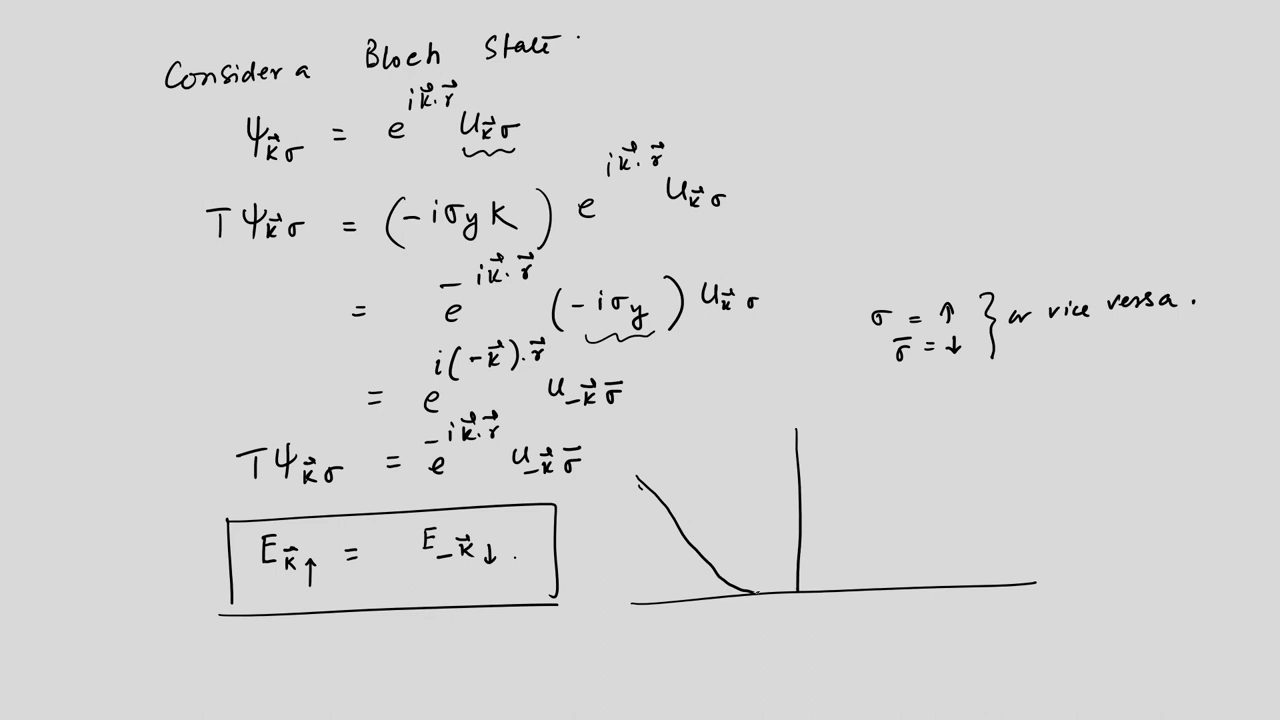 Consider a Bloch State.
ψ_{k⃗σ} = e^{ik⃗·r⃗} u_{k⃗σ}
Tψ_{k⃗σ} = (-iσ_y K) e^{ik⃗·r⃗} u_{k⃗σ}
= e^{-ik⃗·r⃗} (-iσ_y) u_{k⃗σ}
σ = ↑
σ̄ = ↓ } or vice versa.
= e^{i(-k⃗)·r⃗} u_{-k⃗σ̄}
Tψ_{k⃗σ} = e^{-ik⃗·r⃗} u_{-k⃗σ̄}
E_{k⃗↑} = E_{-k⃗↓}.